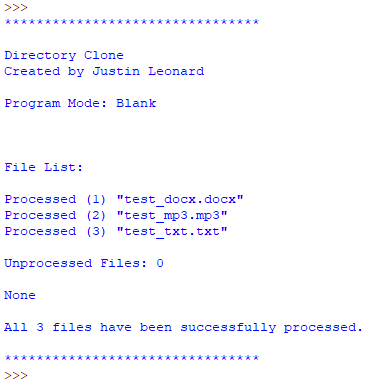 >>>
********************************
Directory Clone
Created by Justin Leonard
Program Mode: Blank
File List:
Processed (1) "test_docx.docx"
Processed (2) "test_mp3.mp3"
Processed (3) "test_txt.txt"
Unprocessed Files: 0
None
All 3 files have been successfully processed.
********************************
>>>